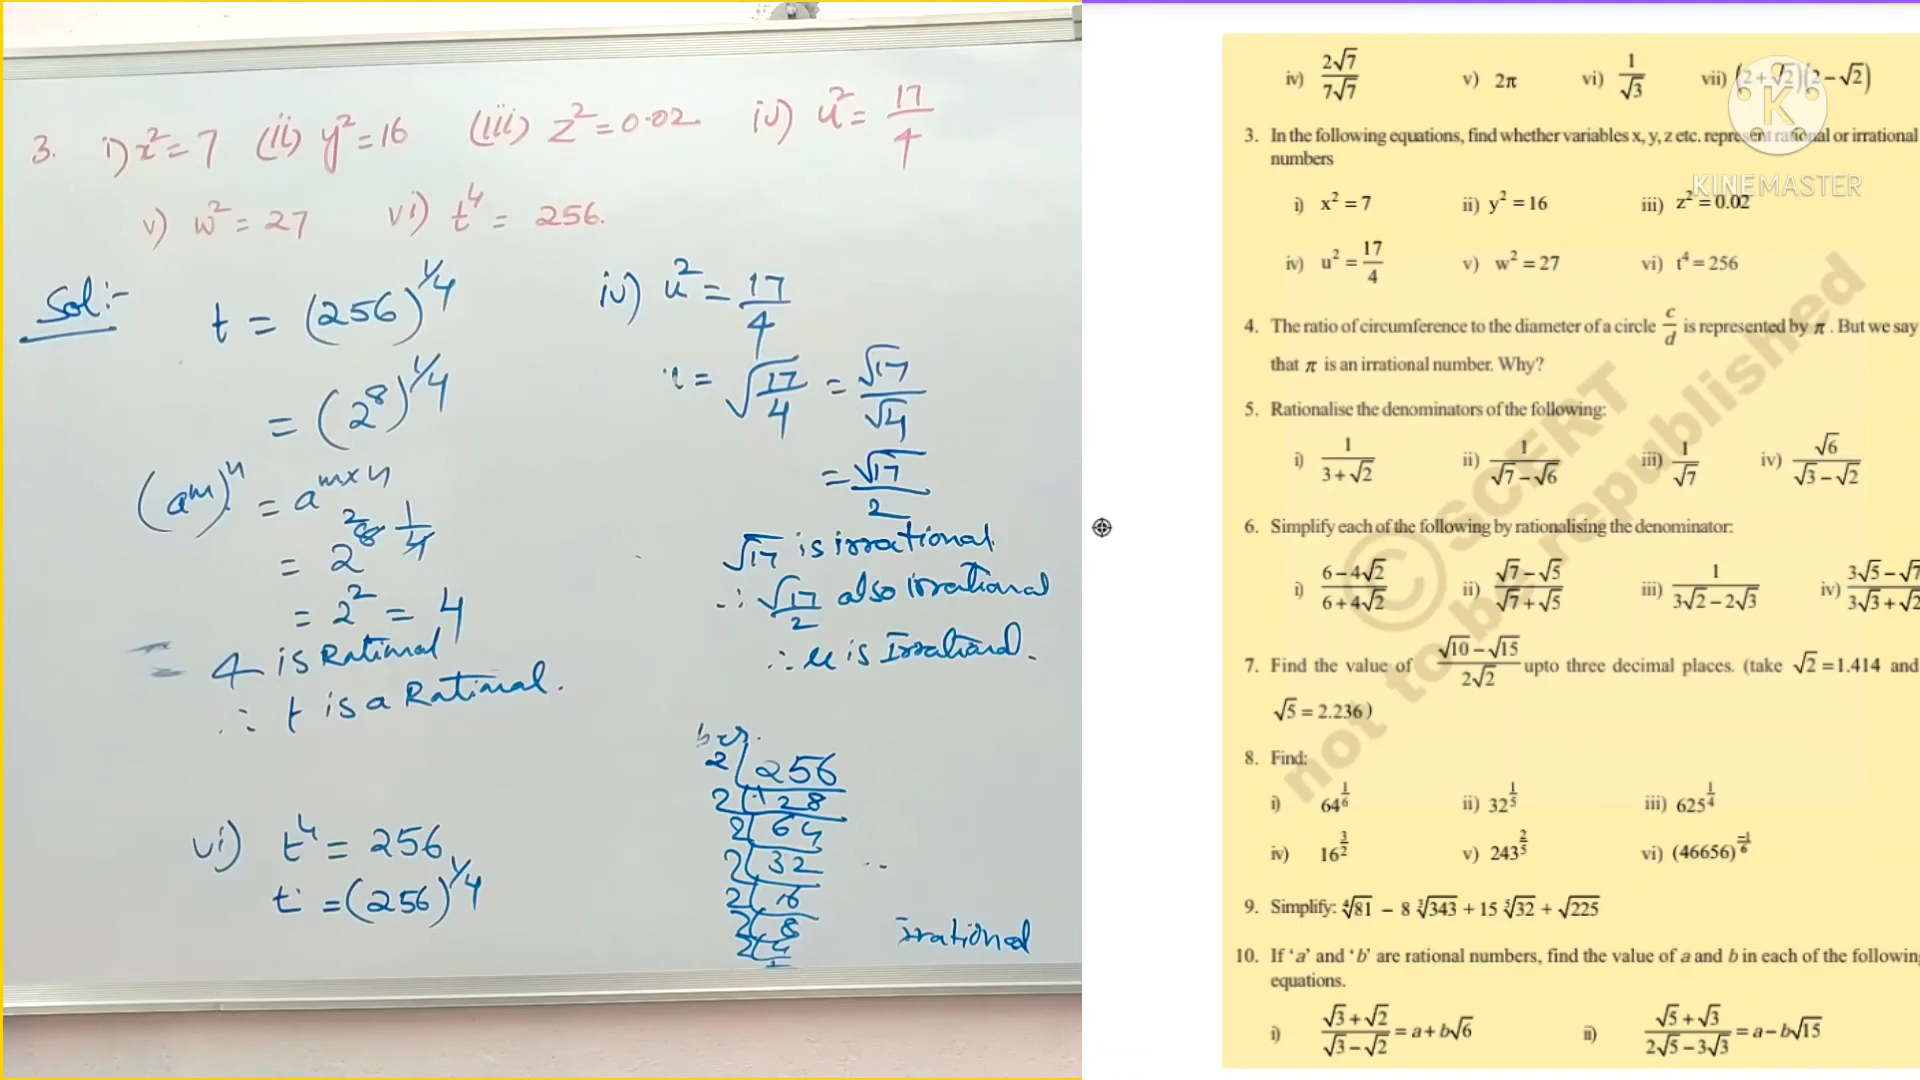 3. i) x² = 7 (ii) y² = 16 (iii) z² = 0.02 iv) u² = 17/4
v) w² = 27 vi) t⁴ = 256.
Sol:-
t = (256)^1/4
= (2⁸)^1/4
(a^m)^n = a^m×n
= 2^8 · 1/4
= 2² = 4
4 is Rational
∴ t is a Rational.
vi) t⁴ = 256
t = (256)^1/4
iv) u² = 17/4
= √17/4 = √17/√4
= √17/2
√17 is irrational.
∴ √17/2 also irrational
∴ u is Irrational.
2 256
2 128
2 64
2 32
2 16
2 8
2 4
irrational
iv) 2√7/7√7 v) 2π vi) 1/√3 vii) (2+√2)(2−√2)
3. In the following equations, find whether variables x, y, z etc. represent rational or irrational
numbers
i) x² = 7 ii) y² = 16 iii) z² = 0.02
iv) u² = 17/4 v) w² = 27 vi) t⁴ = 256
4. The ratio of circumference to the diameter of a circle c/d is represented by π. But we say
that π is an irrational number. Why?
5. Rationalise the denominators of the following:
i) 1/(3+√2) ii) 1/(√7−√6) iii) 1/√7 iv) √6/(√3−√2)
6. Simplify each of the following by rationalising the denominator:
i) (6−4√2)/(6+4√2) ii) (√7−√5)/(√7+√5) iii) 1/(3√2−2√3) iv) (3√5−√7)/(3√3+√2)
7. Find the value of (√10−√15)/(2√2) upto three decimal places. (take √2 = 1.414 and
√5 = 2.236)
8. Find:
i) 64^1/6 ii) 32^1/5 iii) 625^1/4
iv) 16^3/2 v) 243^2/5 vi) (46656)^−1/6
9. Simplify: ⁴√81 − 8 ³√343 + 15 ⁵√32 + √225
10. If 'a' and 'b' are rational numbers, find the value of a and b in each of the following
equations.
i) (√3+√2)/(√3−√2) = a+b√6 ii) (√5+√3)/(2√5−3√3) = a−b√15
K
KINEMASTER
© SCERT
not to be republished